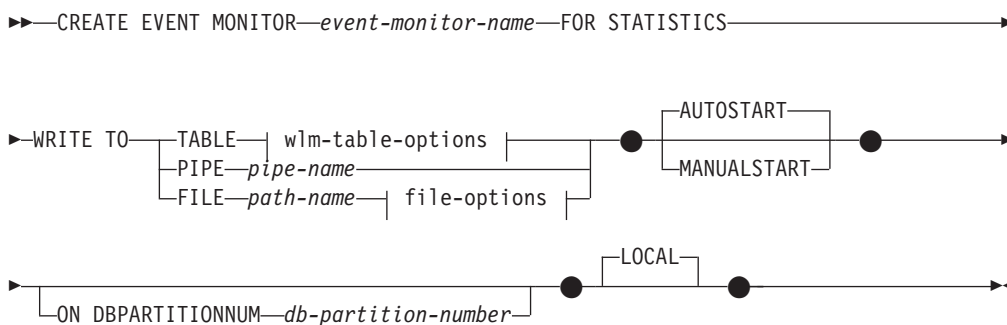 CREATE EVENT MONITOR event-monitor-name FOR STATISTICS
AUTOSTART
WRITE TO TABLE wlm-table-options
PIPE pipe-name MANUALSTART
FILE path-name file-options
LOCAL
ON DBPARTITIONNUM db-partition-number